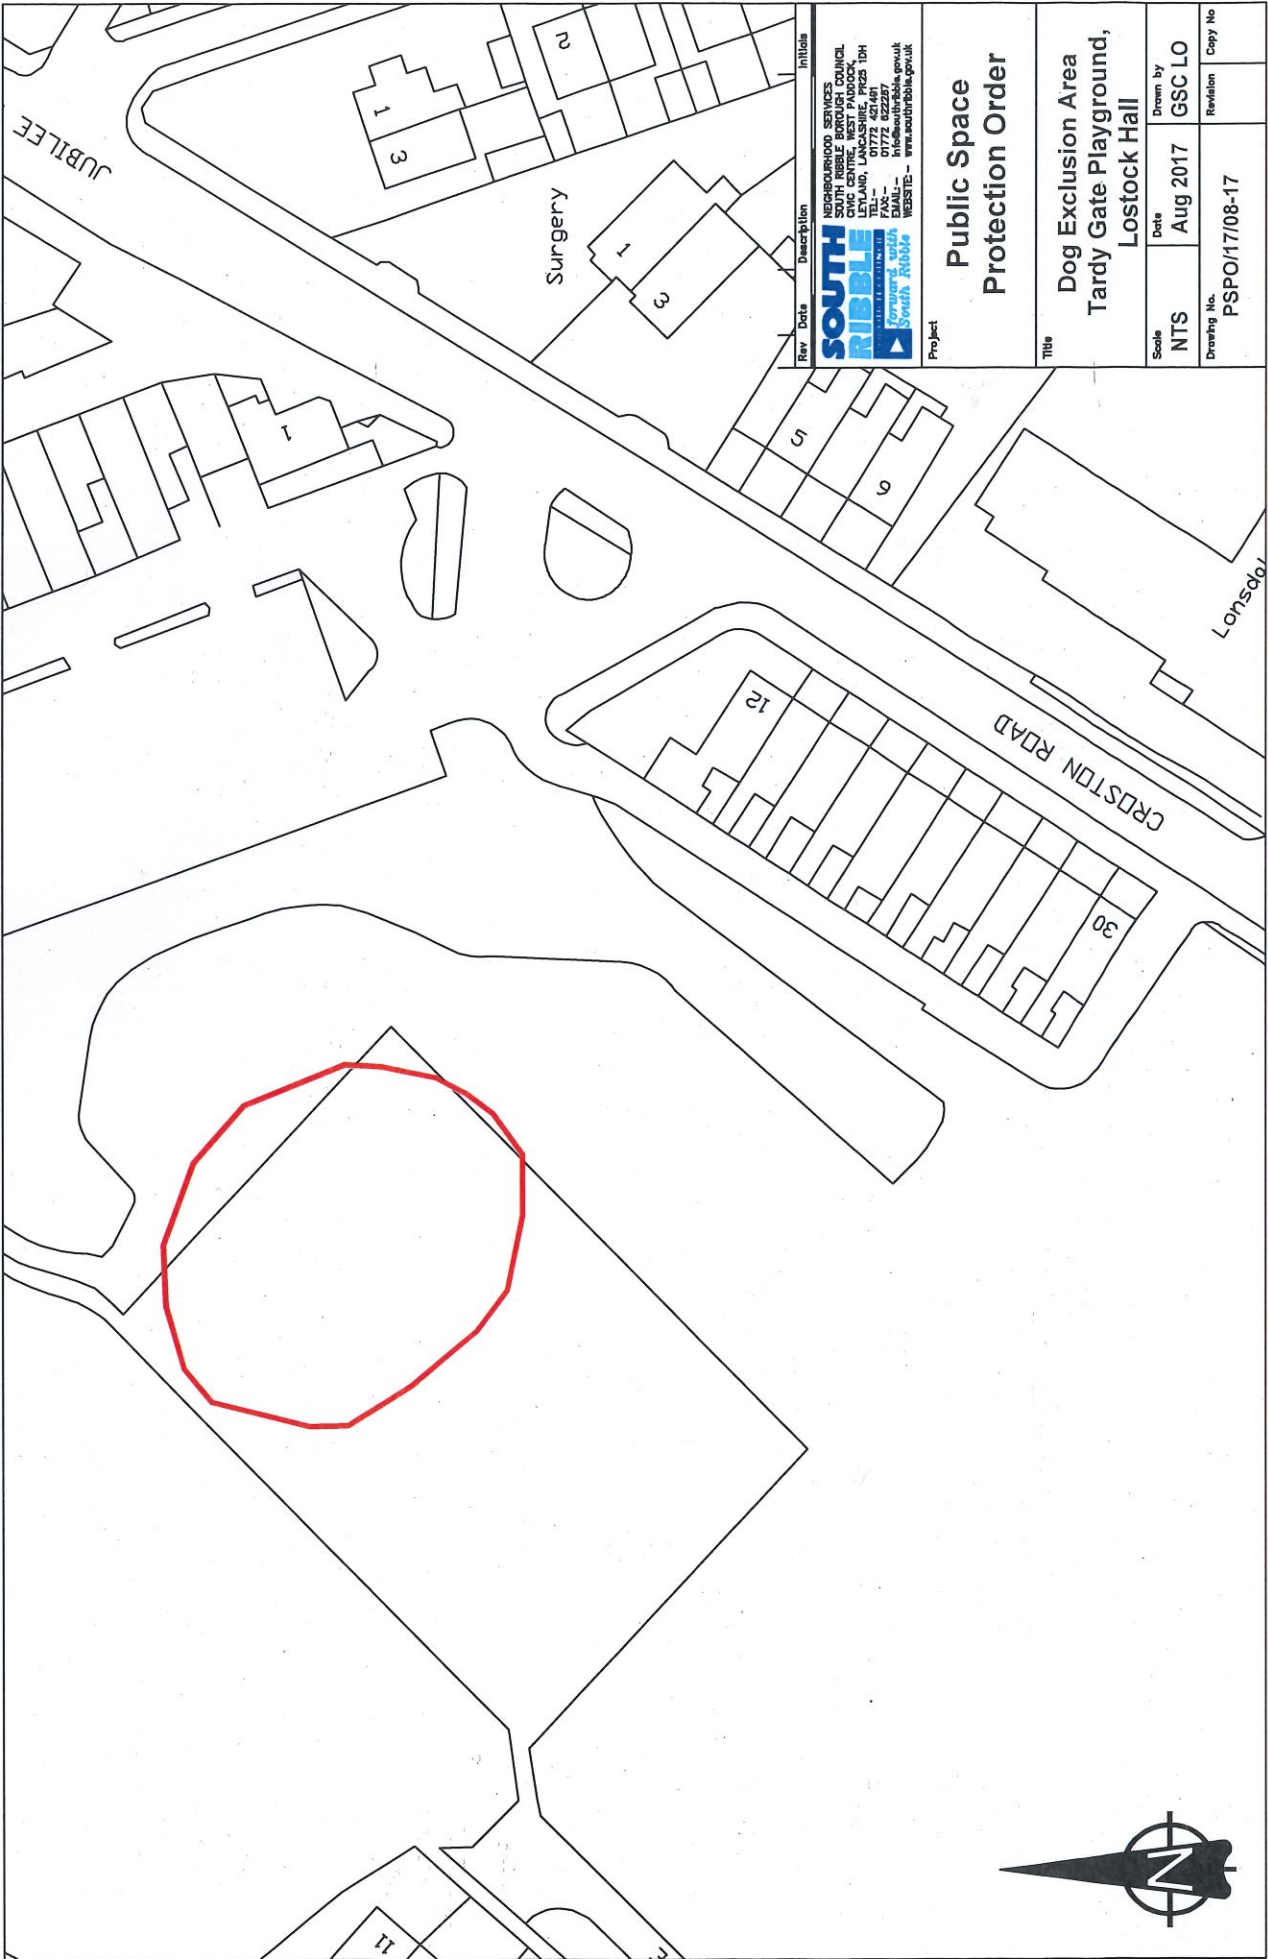 JUBILEE
1
3
2
Surgery
1
3
1
5
9
12
30
CROSTON ROAD
11
N
Rev Date Description Initials
SOUTH
RIBBLE
BOROUGH COUNCIL
forward with
South Ribble
NEIGHBOURHOOD SERVICES
SOUTH RIBBLE BOROUGH COUNCIL
CIVIC CENTRE, WEST PADDOCK,
LEYLAND, LANCASHIRE, PR25 1DH
TEL:- 01772 421491
FAX:- 01772 622287
EMAIL:- info@southribble.gov.uk
WEBSITE:- www.southribble.gov.uk
Project
Public Space
Protection Order
Title
Dog Exclusion Area
Tardy Gate Playground,
Lostock Hall
Scale Date Drawn by
NTS Aug 2017 GSC LO
Drawing No. Revision Copy No
PSPO/17/08-17